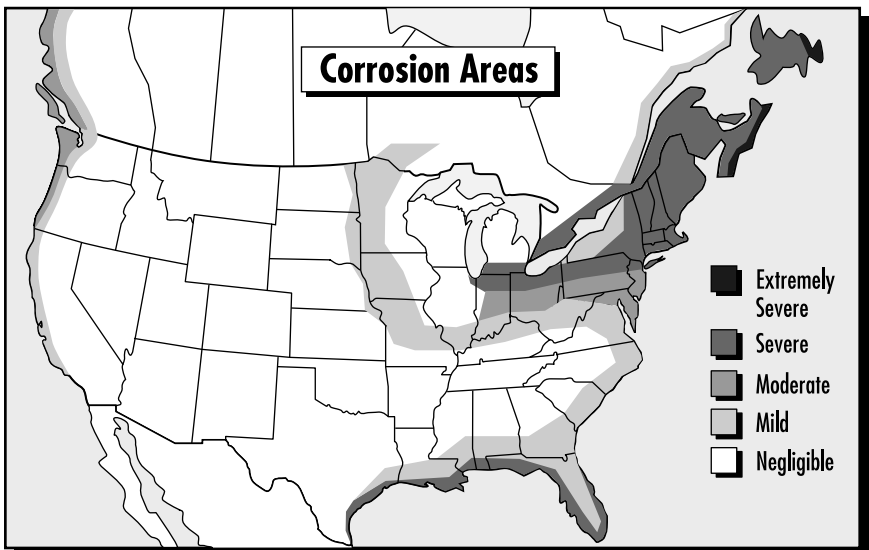 Corrosion Areas
Extremely
Severe
Severe
Moderate
Mild
Negligible